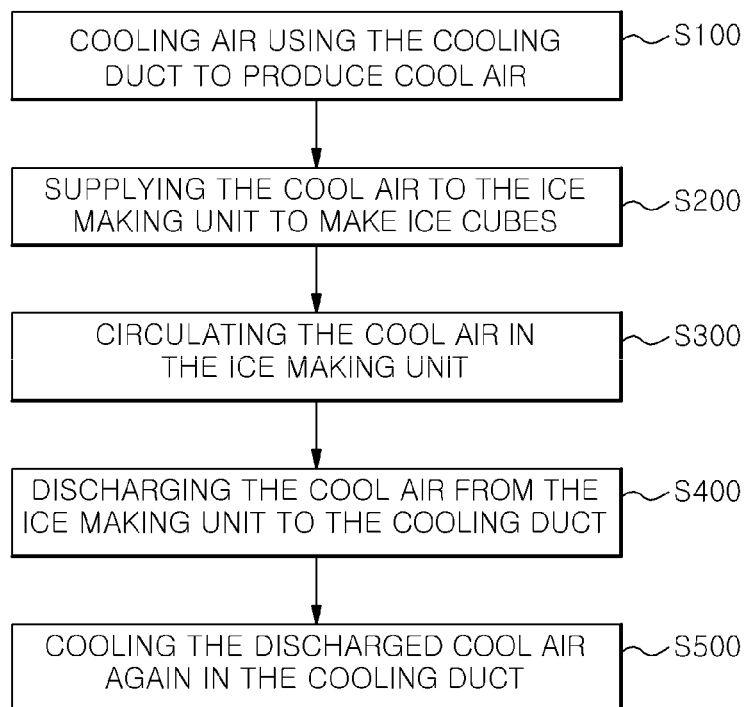 COOLING AIR USING THE COOLING
DUCT TO PRODUCE COOL AIR
S100
SUPPLYING THE COOL AIR TO THE ICE
MAKING UNIT TO MAKE ICE CUBES
S200
CIRCULATING THE COOL AIR IN
THE ICE MAKING UNIT
S300
DISCHARGING THE COOL AIR FROM THE
ICE MAKING UNIT TO THE COOLING DUCT
S400
COOLING THE DISCHARGED COOL AIR
AGAIN IN THE COOLING DUCT
S500